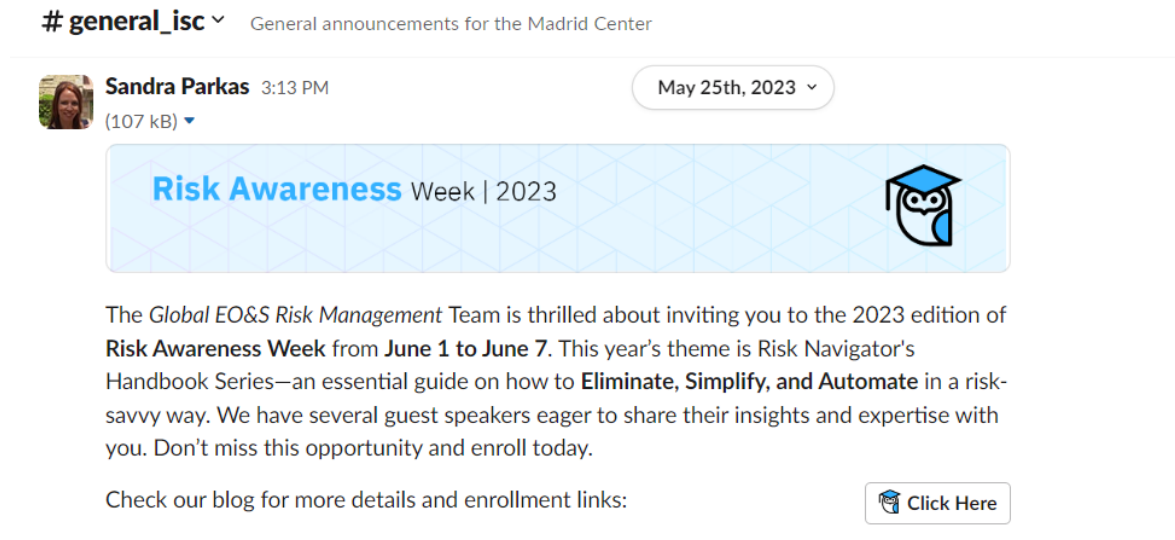 # general_isc General announcements for the Madrid Center
Sandra Parkas 3:13 PM
May 25th, 2023
(107 kB)
Risk Awareness Week | 2023
The Global EO&S Risk Management Team is thrilled about inviting you to the 2023 edition of
Risk Awareness Week from June 1 to June 7. This year’s theme is Risk Navigator's
Handbook Series—an essential guide on how to Eliminate, Simplify, and Automate in a risk-
savvy way. We have several guest speakers eager to share their insights and expertise with
you. Don’t miss this opportunity and enroll today.
Check our blog for more details and enrollment links:
Click Here